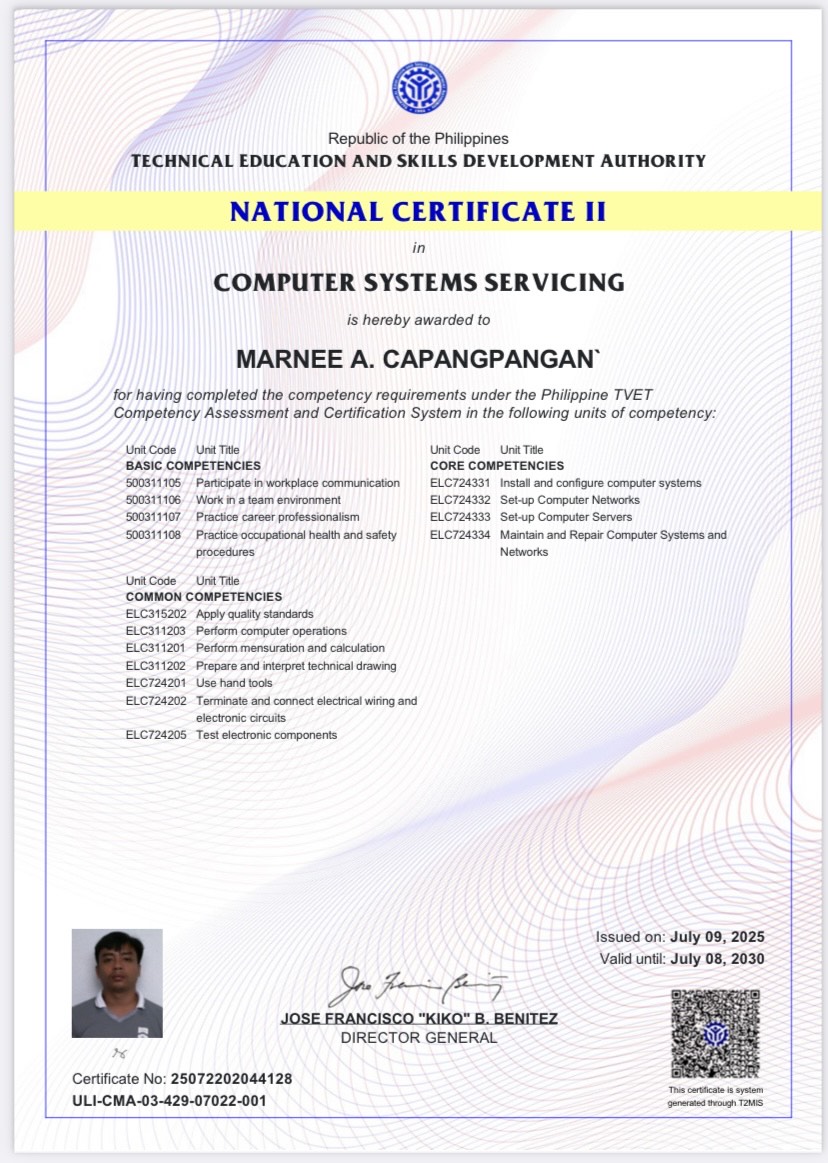 Republic of the Philippines
TECHNICAL EDUCATION AND SKILLS DEVELOPMENT AUTHORITY
NATIONAL CERTIFICATE II
in
COMPUTER SYSTEMS SERVICING
is hereby awarded to
MARNEE A. CAPANGPANGAN`
for having completed the competency requirements under the Philippine TVET
Competency Assessment and Certification System in the following units of competency:
Unit Code Unit Title
BASIC COMPETENCIES
500311105 Participate in workplace communication
500311106 Work in a team environment
500311107 Practice career professionalism
500311108 Practice occupational health and safety
procedures
Unit Code Unit Title
COMMON COMPETENCIES
ELC315202 Apply quality standards
ELC311203 Perform computer operations
ELC311201 Perform mensuration and calculation
ELC311202 Prepare and interpret technical drawing
ELC724201 Use hand tools
ELC724202 Terminate and connect electrical wiring and
electronic circuits
ELC724205 Test electronic components
Unit Code Unit Title
CORE COMPETENCIES
ELC724331 Install and configure computer systems
ELC724332 Set-up Computer Networks
ELC724333 Set-up Computer Servers
ELC724334 Maintain and Repair Computer Systems and
Networks
Issued on: July 09, 2025
Valid until: July 08, 2030
JOSE FRANCISCO "KIKO" B. BENITEZ
DIRECTOR GENERAL
Certificate No: 25072202044128
ULI-CMA-03-429-07022-001
This certificate is system
generated through T2MIS